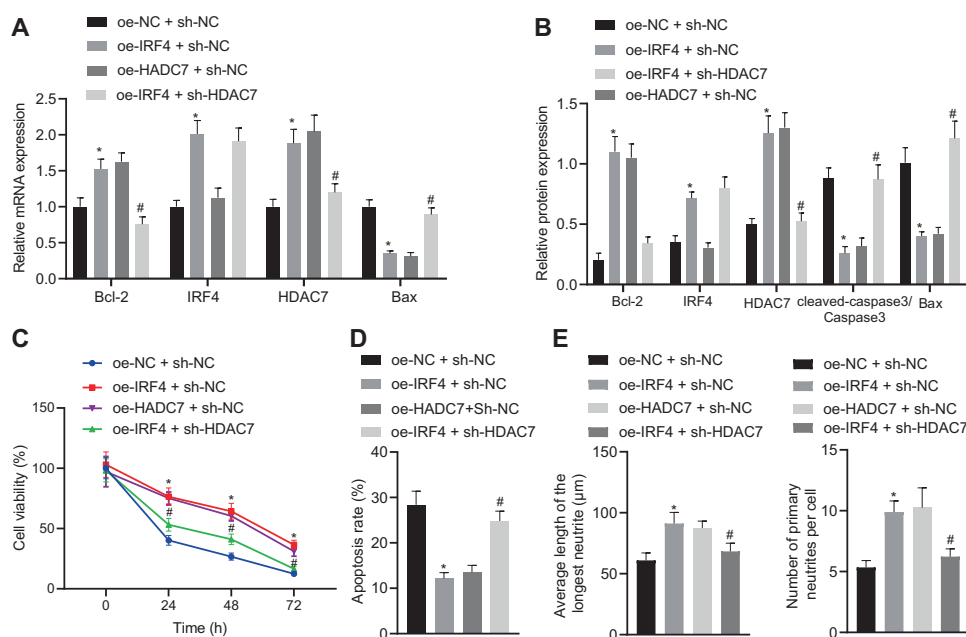 A
oe-NC + sh-NC
oe-IRF4 + sh-NC
oe-HADC7 + sh-NC
oe-IRF4 + sh-HDAC7
Relative mRNA expression
2.5
2.0
1.5
1.0
0.5
0.0
* * * * # # #
Bcl-2 IRF4 HDAC7 Bax
B
oe-NC + sh-NC
oe-IRF4 + sh-NC
oe-IRF4 + sh-HDAC7
oe-HADC7 + sh-NC
Relative protein expression
1.5
1.0
0.5
0.0
* * * # * # * #
Bcl-2 IRF4 HDAC7 cleaved-caspase3/ Bax
Caspase3
C
oe-NC + sh-NC
oe-IRF4 + sh-NC
oe-HADC7 + sh-NC
oe-IRF4 + sh-HDAC7
Cell viability (%)
150
100
50
0
* * *
# # #
0 24 48 72
Time (h)
D
oe-NC + sh-NC
oe-IRF4 + sh-NC
oe-HADC7+Sh-NC
oe-IRF4 + sh-HDAC7
Apoptosis rate (%)
40
30
20
10
0
* #
E
oe-NC + sh-NC
oe-IRF4 + sh-NC
oe-HADC7 + sh-NC
oe-IRF4 + sh-HDAC7
Average length of the
longest neutrite (µm)
150
100
50
0
* #
oe-NC + sh-NC
oe-IRF4 + sh-NC
oe-HADC7 + sh-NC
oe-IRF4 + sh-HDAC7
Number of primary
neutrites per cell
15
10
5
0
* #